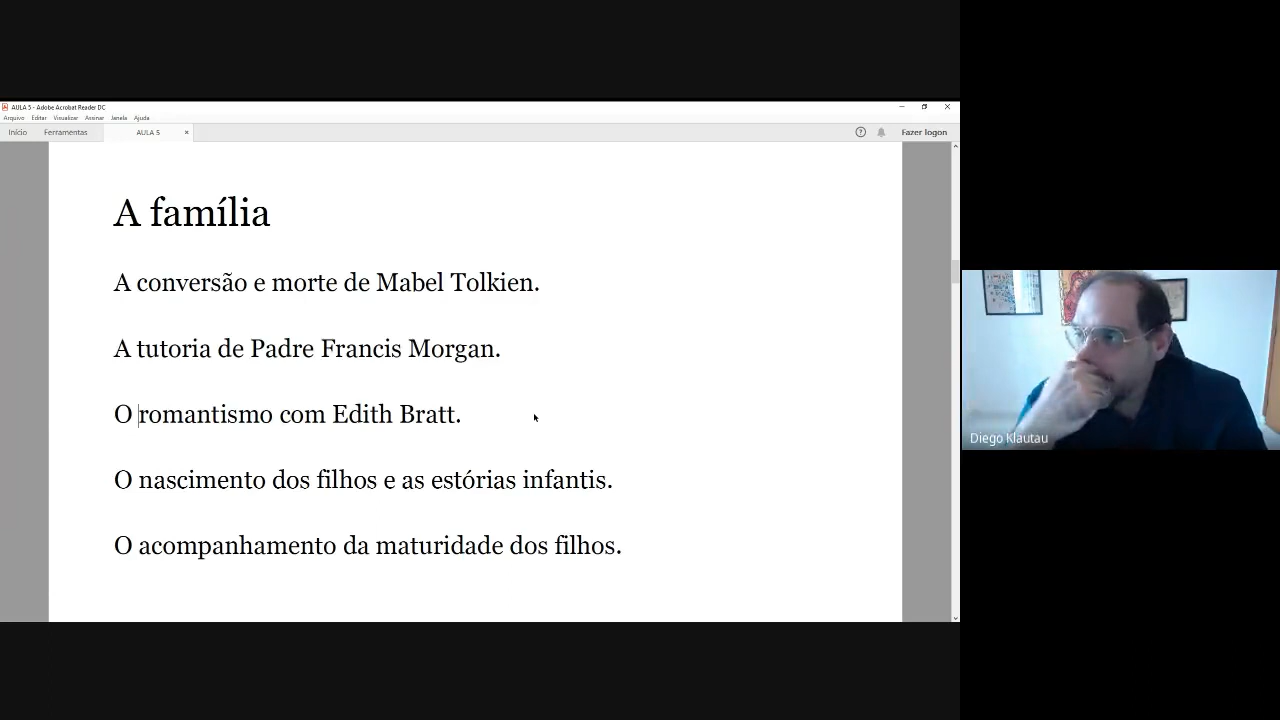 AULA 5 - Adobe Acrobat Reader DC
Arquivo Editar Visualizar Assinar Janela Ajuda
Início Ferramentas AULA 5 × Fazer logon
A família
A conversão e morte de Mabel Tolkien.
A tutoria de Padre Francis Morgan.
O romantismo com Edith Bratt.
O nascimento dos filhos e as estórias infantis.
O acompanhamento da maturidade dos filhos.
Diego Klautau